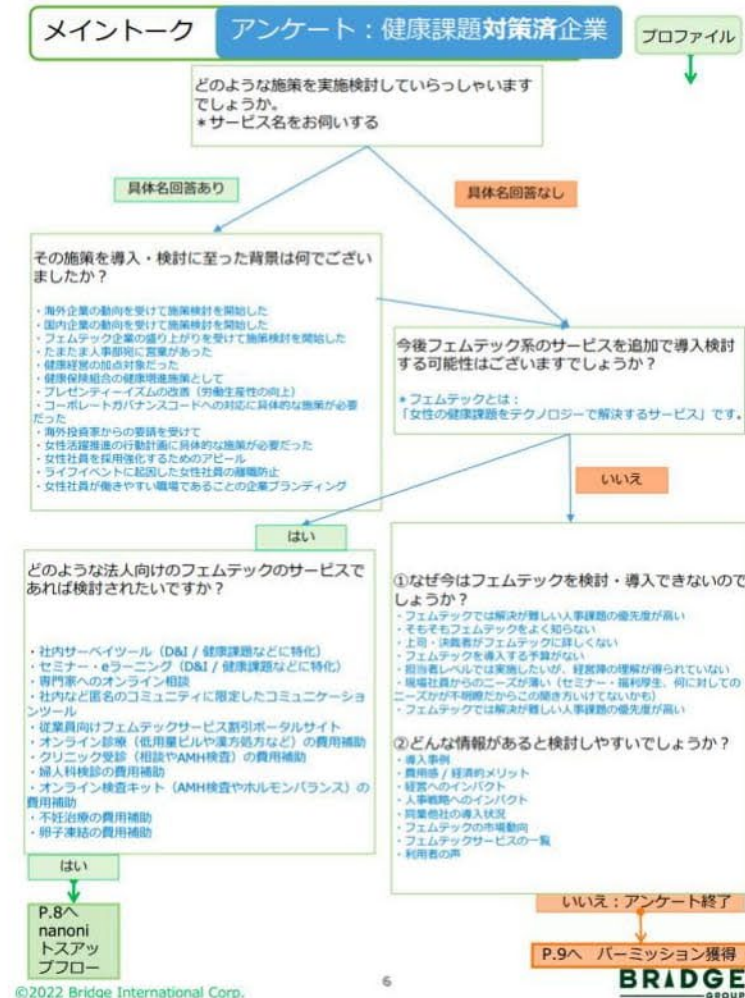 メイントーク
アンケート：健康課題対策済企業
プロファイル
どのような施策を実施検討していらっしゃいます
でしょうか。
＊サービス名をお伺いする
具体名回答あり
具体名回答なし
その施策を導入・検討に至った背景は何でござい
ましたか？
・海外企業の動向を受けて施策検討を開始した
・国内企業の動向を受けて施策検討を開始した
・フェムテック企業の盛り上がりを受けて施策検討を開始した
・たまたま人事部宛に営業があった
・健康経営の加点対象だった
・健康保険組合の健康増進施策として
・プレゼンティーイズムの改善（労働生産性の向上）
・コーポレートガバナンスコードへの対応に具体的な施策が必要
だった
・海外投資家からの要請を受けて
・女性活躍推進の行動計画に具体的な施策が必要だった
・女性社員を採用強化するためのアピール
・ライフイベントに起因した女性社員の離職防止
・女性社員が働きやすい職場であることの企業ブランディング
今後フェムテック系のサービスを追加で導入検討
する可能性はございますでしょうか？
＊フェムテックとは：
「女性の健康課題をテクノロジーで解決するサービス」です。
いいえ
はい
どのような法人向けのフェムテックのサービスで
あれば検討されたいですか？
・社内サーベイツール（D&I / 健康課題などに特化）
・セミナー・eラーニング（D&I / 健康課題などに特化）
・専門家へのオンライン相談
・社内など匿名のコミュニティに限定したコミュニケーショ
ンツール
・従業員向けフェムテックサービス割引ポータルサイト
・オンライン診療（低用量ピルや漢方処方など）の費用補助
・クリニック受診（相談やAMH検査）の費用補助
・婦人科検診の費用補助
・オンライン検査キット（AMH検査やホルモンバランス）の
費用補助
・不妊治療の費用補助
・卵子凍結の費用補助
①なぜ今はフェムテックを検討・導入できないので
しょうか？
・フェムテックでは解決が難しい人事課題の優先度が高い
・そもそもフェムテックをよく知らない
・上司・決裁者がフェムテックに詳しくない
・フェムテックを導入する予算がない
・担当者レベルでは実施したいが、経営陣の理解が得られていない
・現場社員からのニーズが薄い（セミナー・福利厚生、何に対しての
ニーズかが不明瞭だからこの聞き方いけてないかも）
・フェムテックでは解決が難しい人事課題の優先度が高い
②どんな情報があると検討しやすいでしょうか？
・導入事例
・費用感 / 経済的メリット
・経営へのインパクト
・人事戦略へのインパクト
・同業他社の導入状況
・フェムテックの市場動向
・フェムテックサービスの一覧
・利用者の声
はい
いいえ：アンケート終了
P.8へ
nanoni
トスアッ
プフロー
P.9へ　パーミッション獲得
©2022 Bridge International Corp.
6
BRIDGE
GROUP